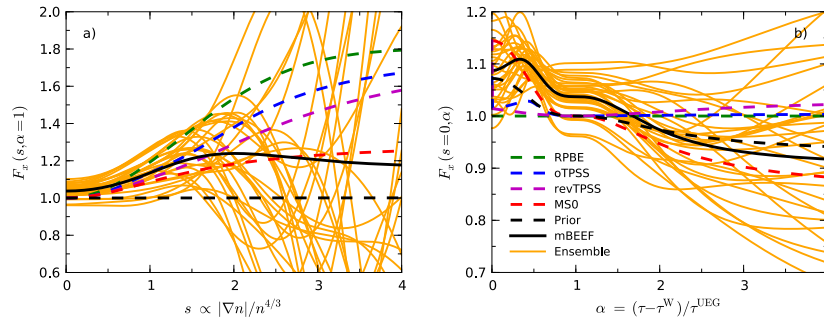 a)
2.0
1.8
1.6
1.4
1.2
1.0
0.8
0.6
F_x (s,α=1)
0 1 2 3 4
s ∝ |∇n|/n^{4/3}
b)
1.2
1.1
1.0
0.9
0.8
0.7
F_x (s=0,α)
RPBE
oTPSS
revTPSS
MS0
Prior
mBEEF
Ensemble
0 1 2 3
α = (τ−τ^W)/τ^{UEG}